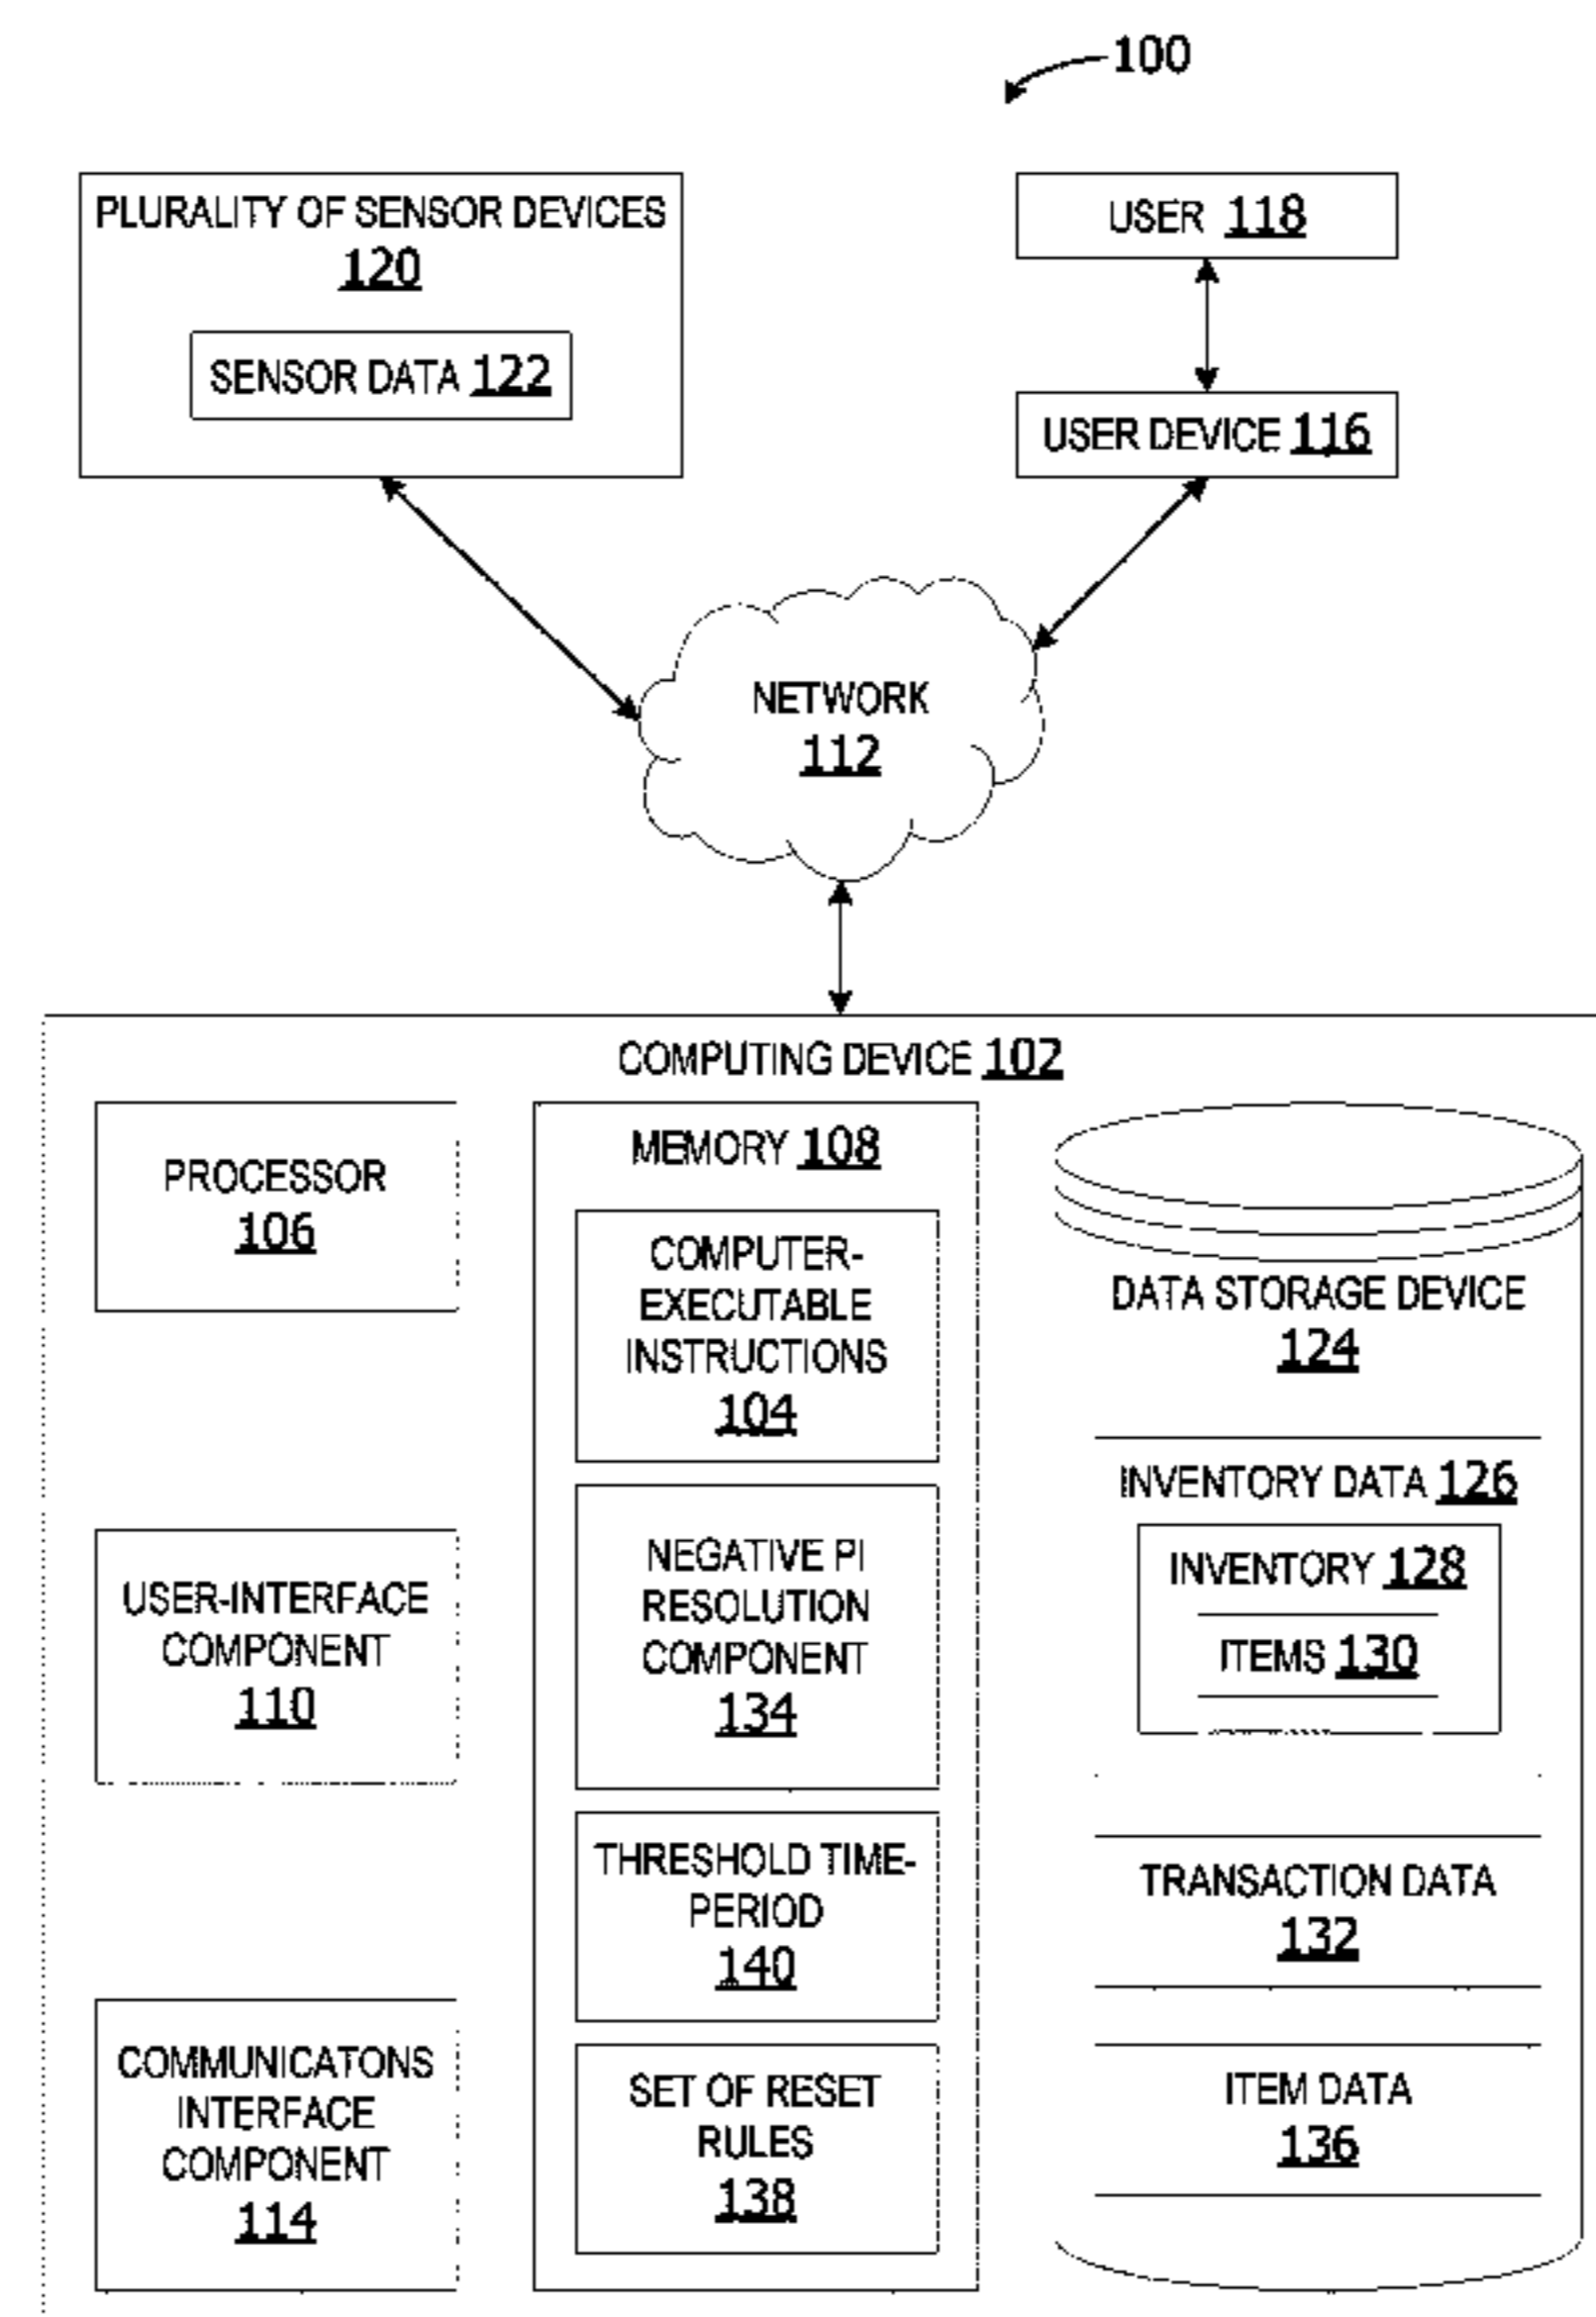 100
PLURALITY OF SENSOR DEVICES
120
SENSOR DATA 122
USER 118
USER DEVICE 116
NETWORK
112
COMPUTING DEVICE 102
PROCESSOR
106
USER-INTERFACE
COMPONENT
110
COMMUNICATONS
INTERFACE
COMPONENT
114
MEMORY 108
COMPUTER-
EXECUTABLE
INSTRUCTIONS
104
NEGATIVE PI
RESOLUTION
COMPONENT
134
THRESHOLD TIME-
PERIOD
140
SET OF RESET
RULES
138
DATA STORAGE DEVICE
124
INVENTORY DATA 126
INVENTORY 128
ITEMS 130
TRANSACTION DATA
132
ITEM DATA
136